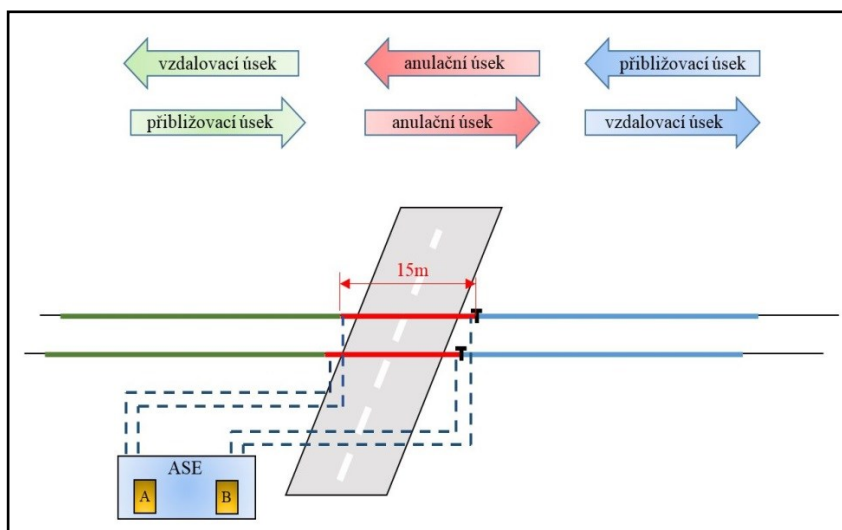 vzdalovací úsek
anulační úsek
přibližovací úsek
přibližovací úsek
anulační úsek
vzdalovací úsek
15m
ASE
A
B